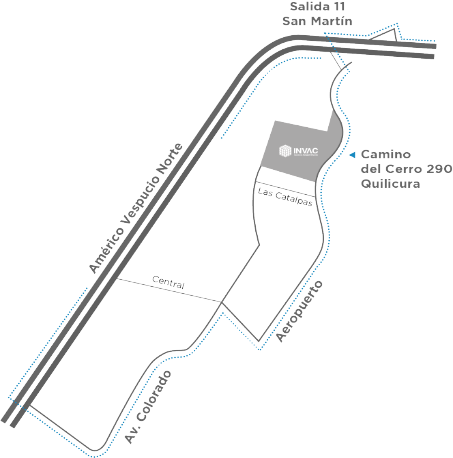 Salida 11
San Martín
INVAC
Camino
del Cerro 290
Quilicura
Américo Vespucio Norte
Las Catalpas
Central
Aeropuerto
Av. Colorado